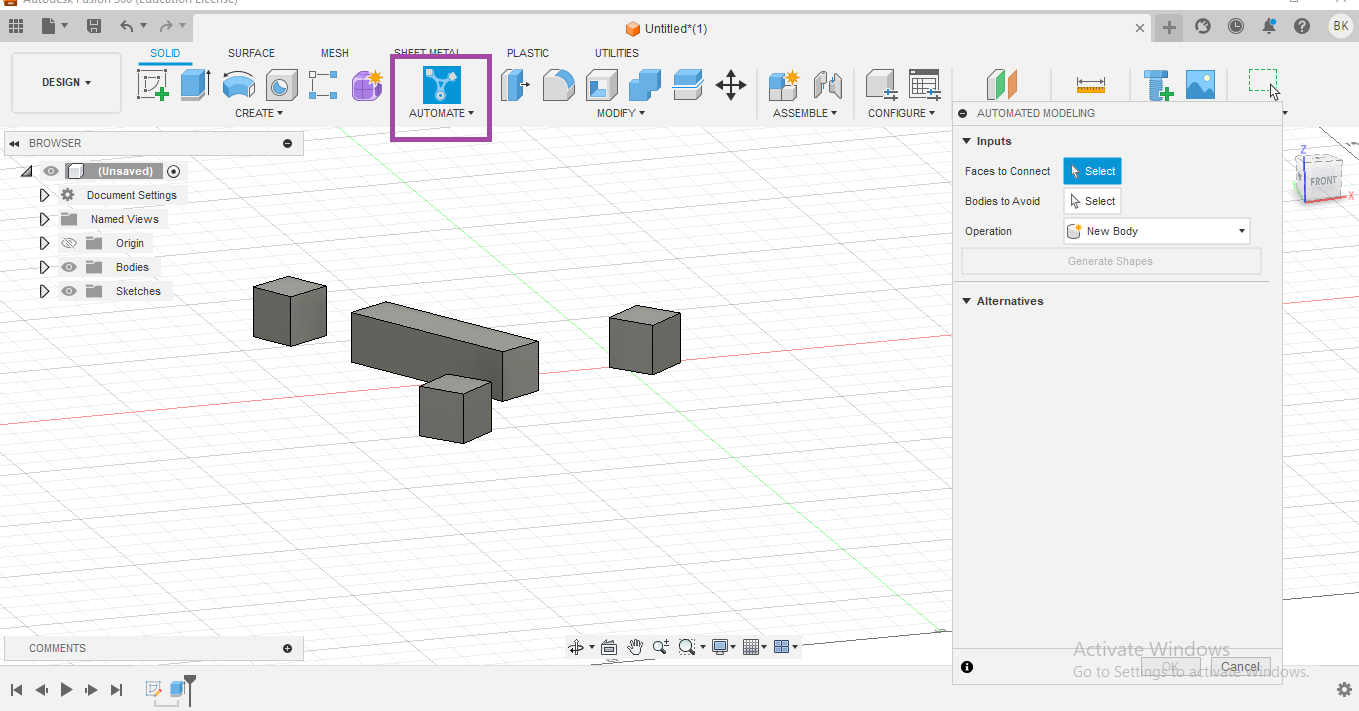 Autodesk Fusion 360 (Education License)
Untitled*(1)
BK
SOLID SURFACE MESH SHEET METAL PLASTIC UTILITIES
DESIGN
CREATE AUTOMATE MODIFY ASSEMBLE CONFIGURE
AUTOMATED MODELING
BROWSER
Inputs
(Unsaved)
Faces to Connect Select
Document Settings
Bodies to Avoid Select
Named Views
Operation New Body
Origin
Generate Shapes
Bodies
Sketches
Alternatives
Z
FRONT
X
COMMENTS
Activate Windows
OK Cancel
Go to Settings to activate Windows.